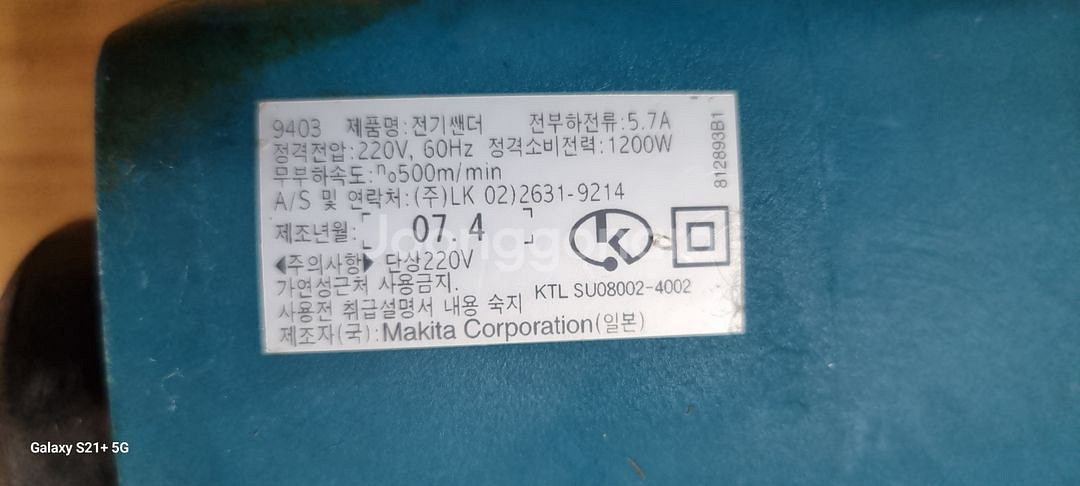 9403 제품명:전기쌘더 전부하전류:5.7A
정격전압:220V, 60Hz 정격소비전력:1200W
무부하속도:n₀500m/min
A/S 및 연락처:(주)LK 02)2631-9214
제조년월: 07. 4
◀주의사항▶ 단상220V
가연성근처 사용금지.
KTL SU08002-4002
사용전 취급설명서 내용 숙지
제조자(국):Makita Corporation(일본)
812893B1
Galaxy S21+ 5G